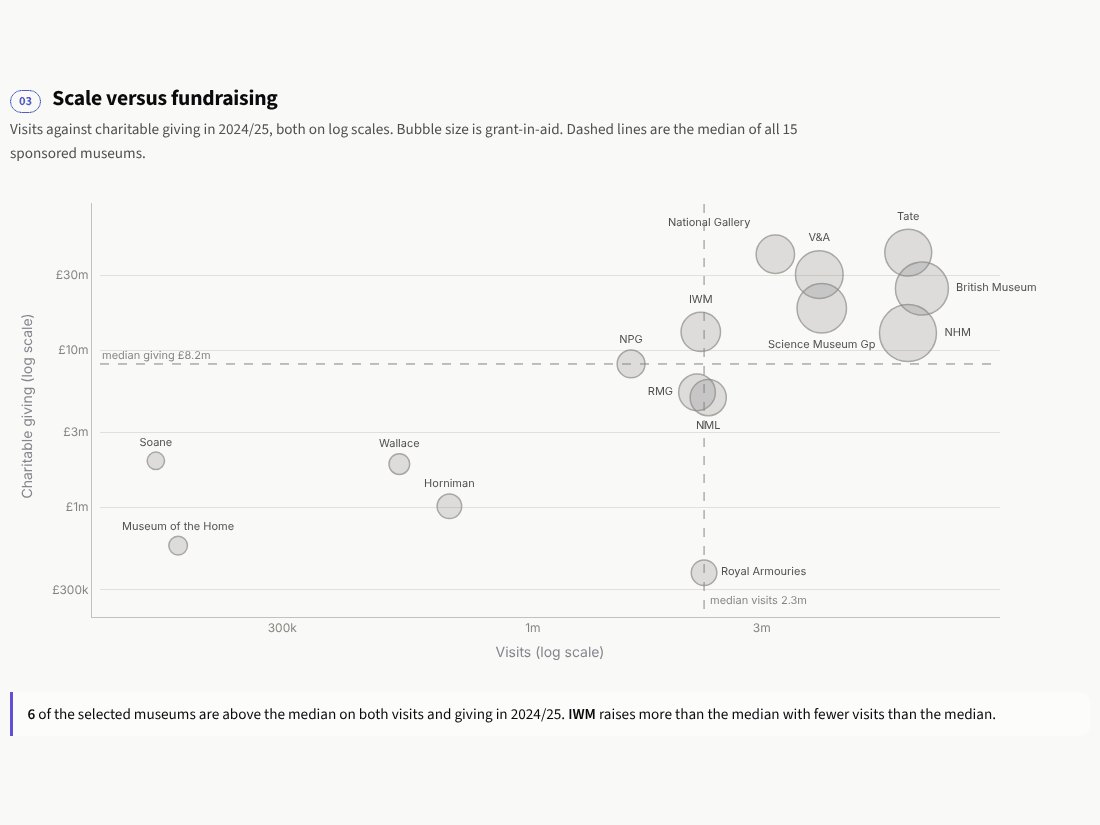 03 Scale versus fundraising
Visits against charitable giving in 2024/25, both on log scales. Bubble size is grant-in-aid. Dashed lines are the median of all 15
sponsored museums.
Tate
National Gallery
V&A
£30m
British Museum
IWM
NHM
NPG
Science Museum Gp
£10m
median giving £8.2m
RMG
NML
£3m
Soane
Wallace
Horniman
£1m
Museum of the Home
Royal Armouries
£300k
median visits 2.3m
Charitable giving (log scale)
300k
1m
3m
Visits (log scale)
6 of the selected museums are above the median on both visits and giving in 2024/25. IWM raises more than the median with fewer visits than the median.